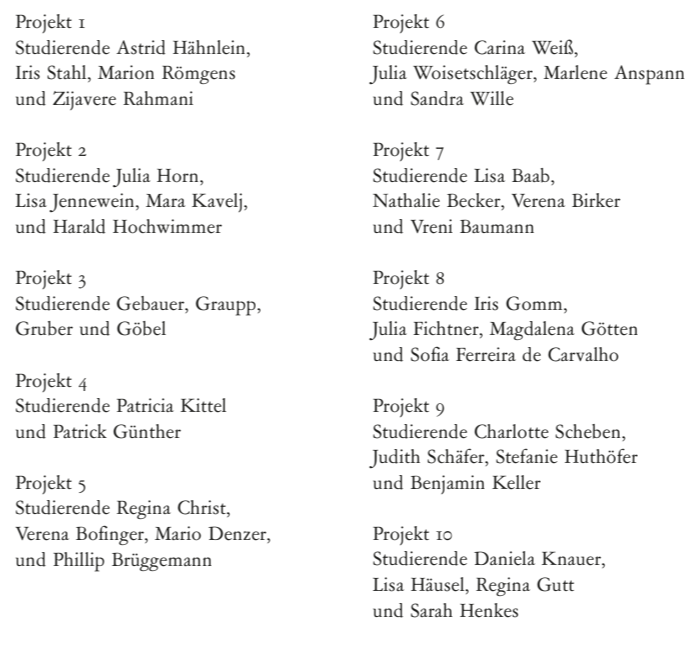 Projekt 1
Studierende Astrid Hähnlein,
Iris Stahl, Marion Römgens
und Zijavere Rahmani
Projekt 2
Studierende Julia Horn,
Lisa Jennewein, Mara Kavelj,
und Harald Hochwimmer
Projekt 3
Studierende Gebauer, Graupp,
Gruber und Göbel
Projekt 4
Studierende Patricia Kittel
und Patrick Günther
Projekt 5
Studierende Regina Christ,
Verena Bofinger, Mario Denzer,
und Phillip Brüggemann
Projekt 6
Studierende Carina Weiß,
Julia Woisetschläger, Marlene Anspann
und Sandra Wille
Projekt 7
Studierende Lisa Baab,
Nathalie Becker, Verena Birker
und Vreni Baumann
Projekt 8
Studierende Iris Gomm,
Julia Fichtner, Magdalena Götten
und Sofia Ferreira de Carvalho
Projekt 9
Studierende Charlotte Scheben,
Judith Schäfer, Stefanie Huthöfer
und Benjamin Keller
Projekt 10
Studierende Daniela Knauer,
Lisa Häusel, Regina Gutt
und Sarah Henkes